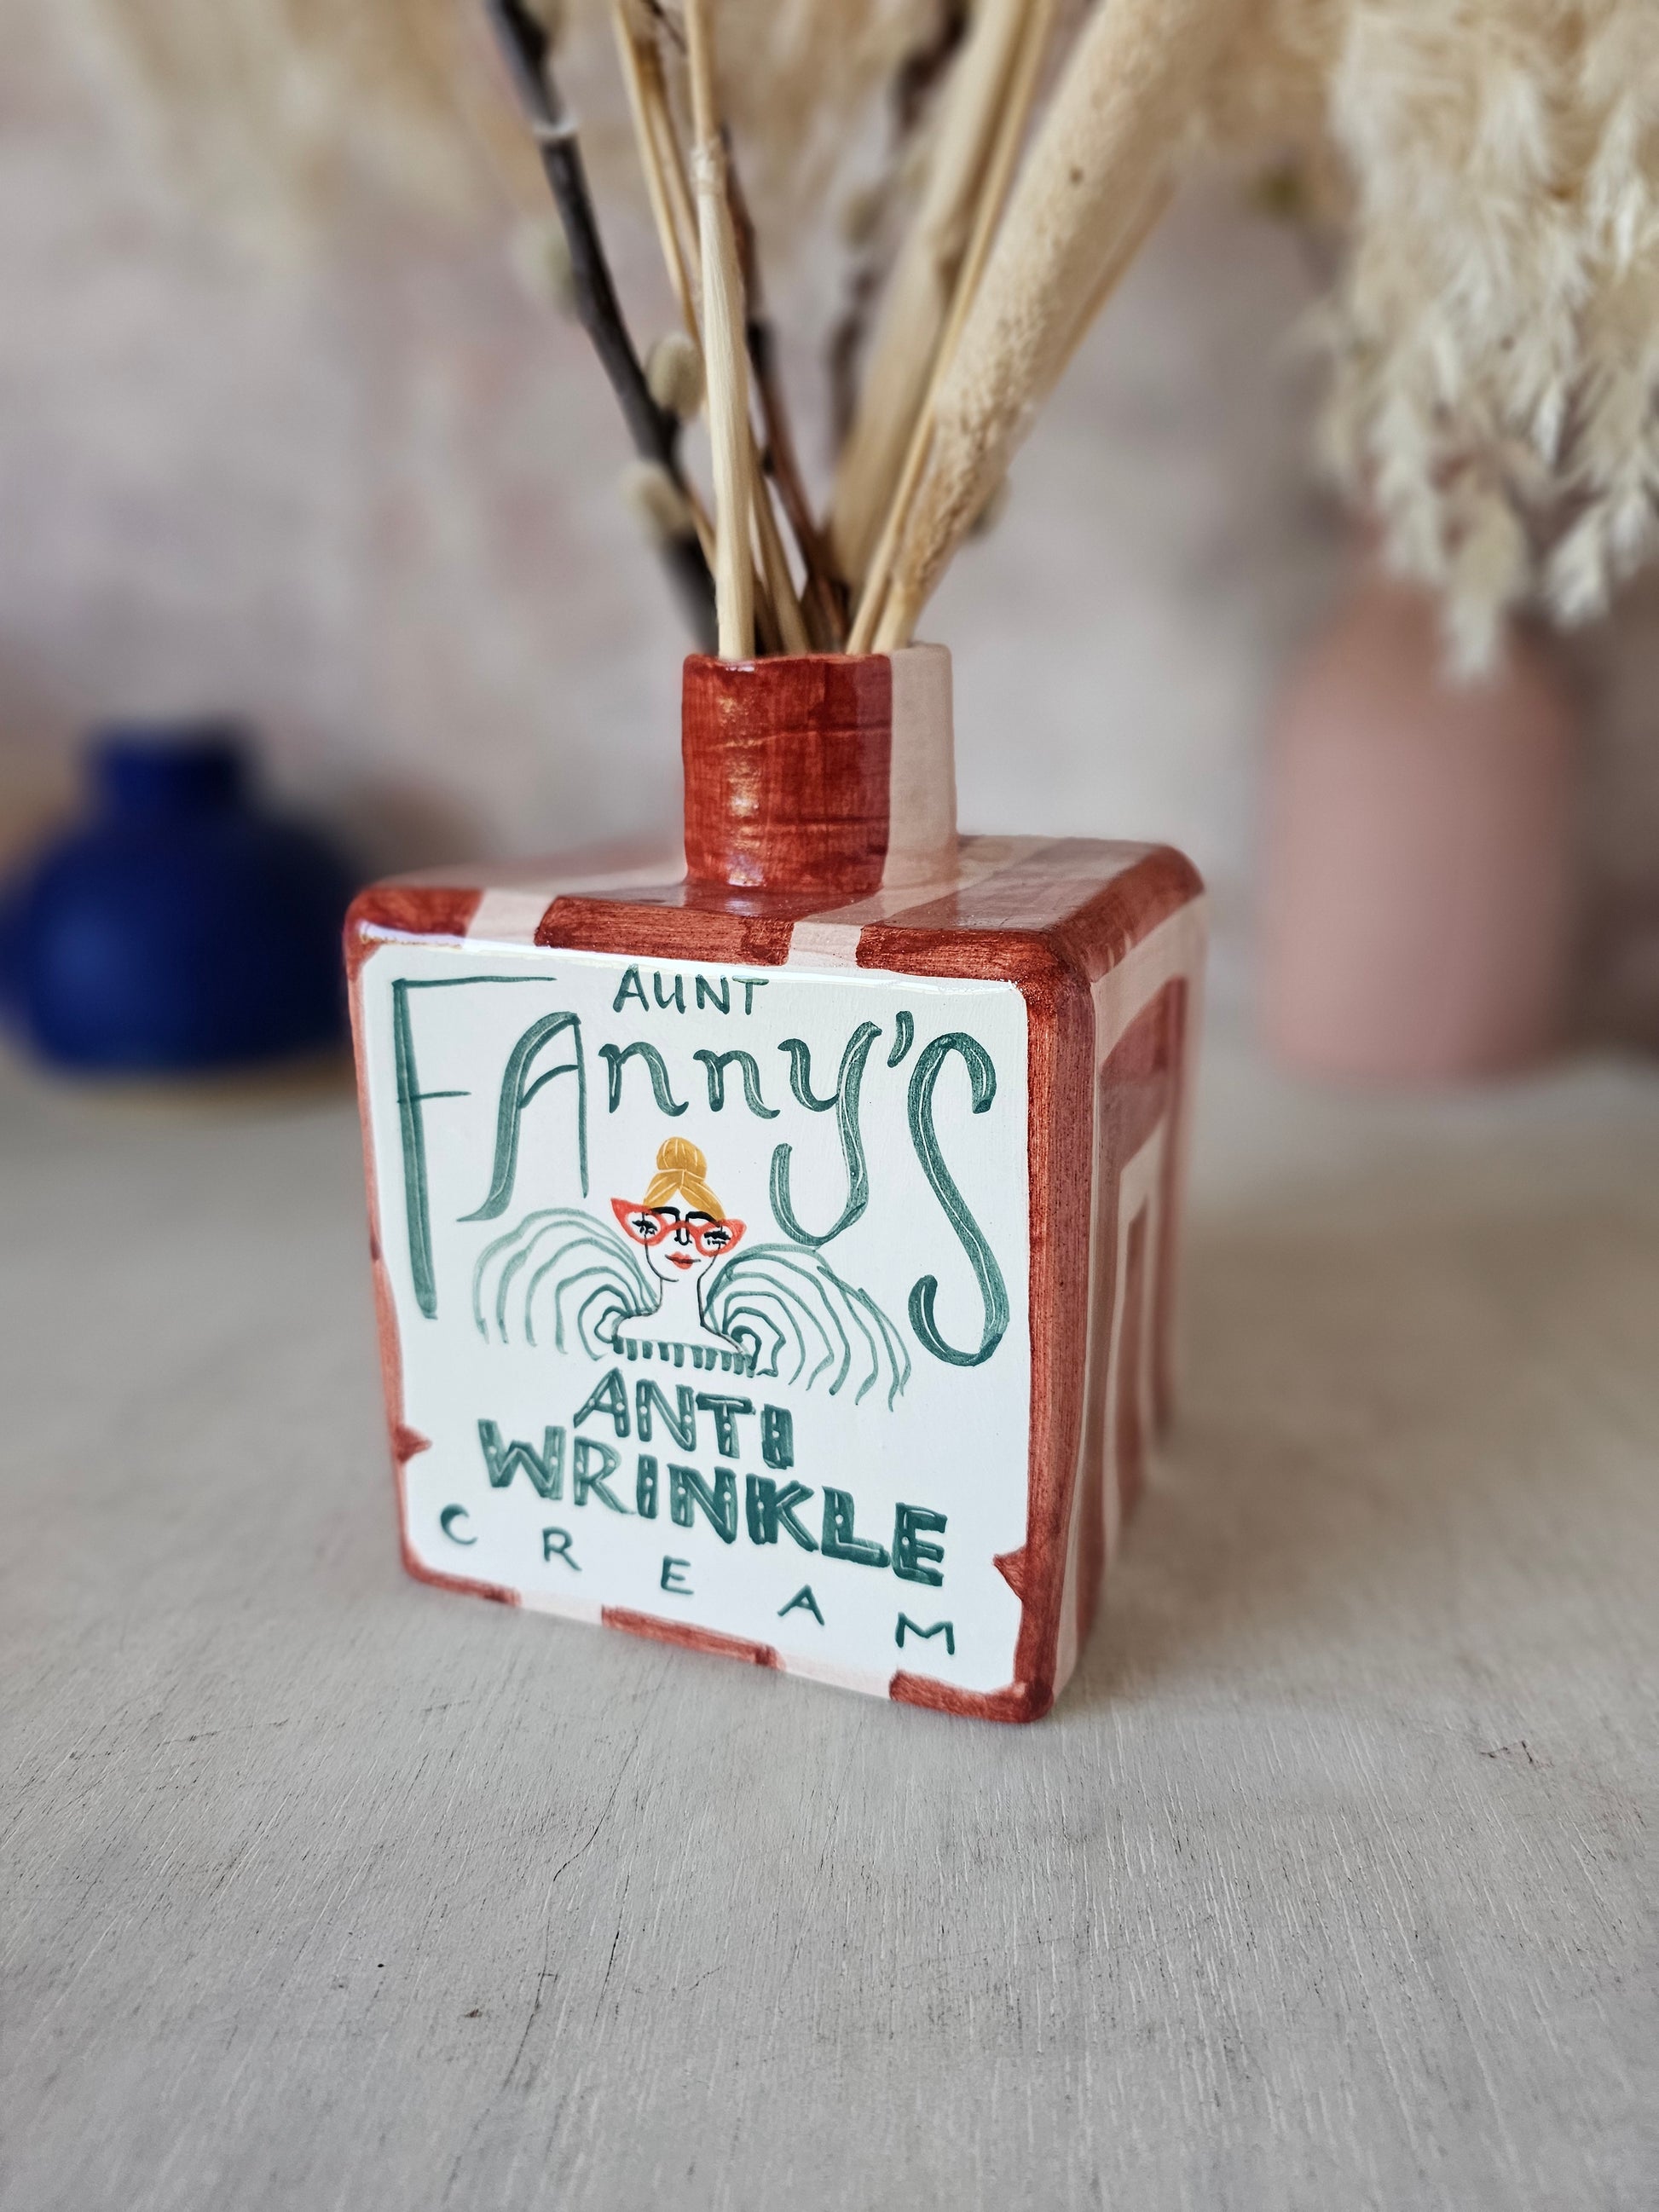 AUNT
FAnny'S
ANTI
WRINKLE
CREAM